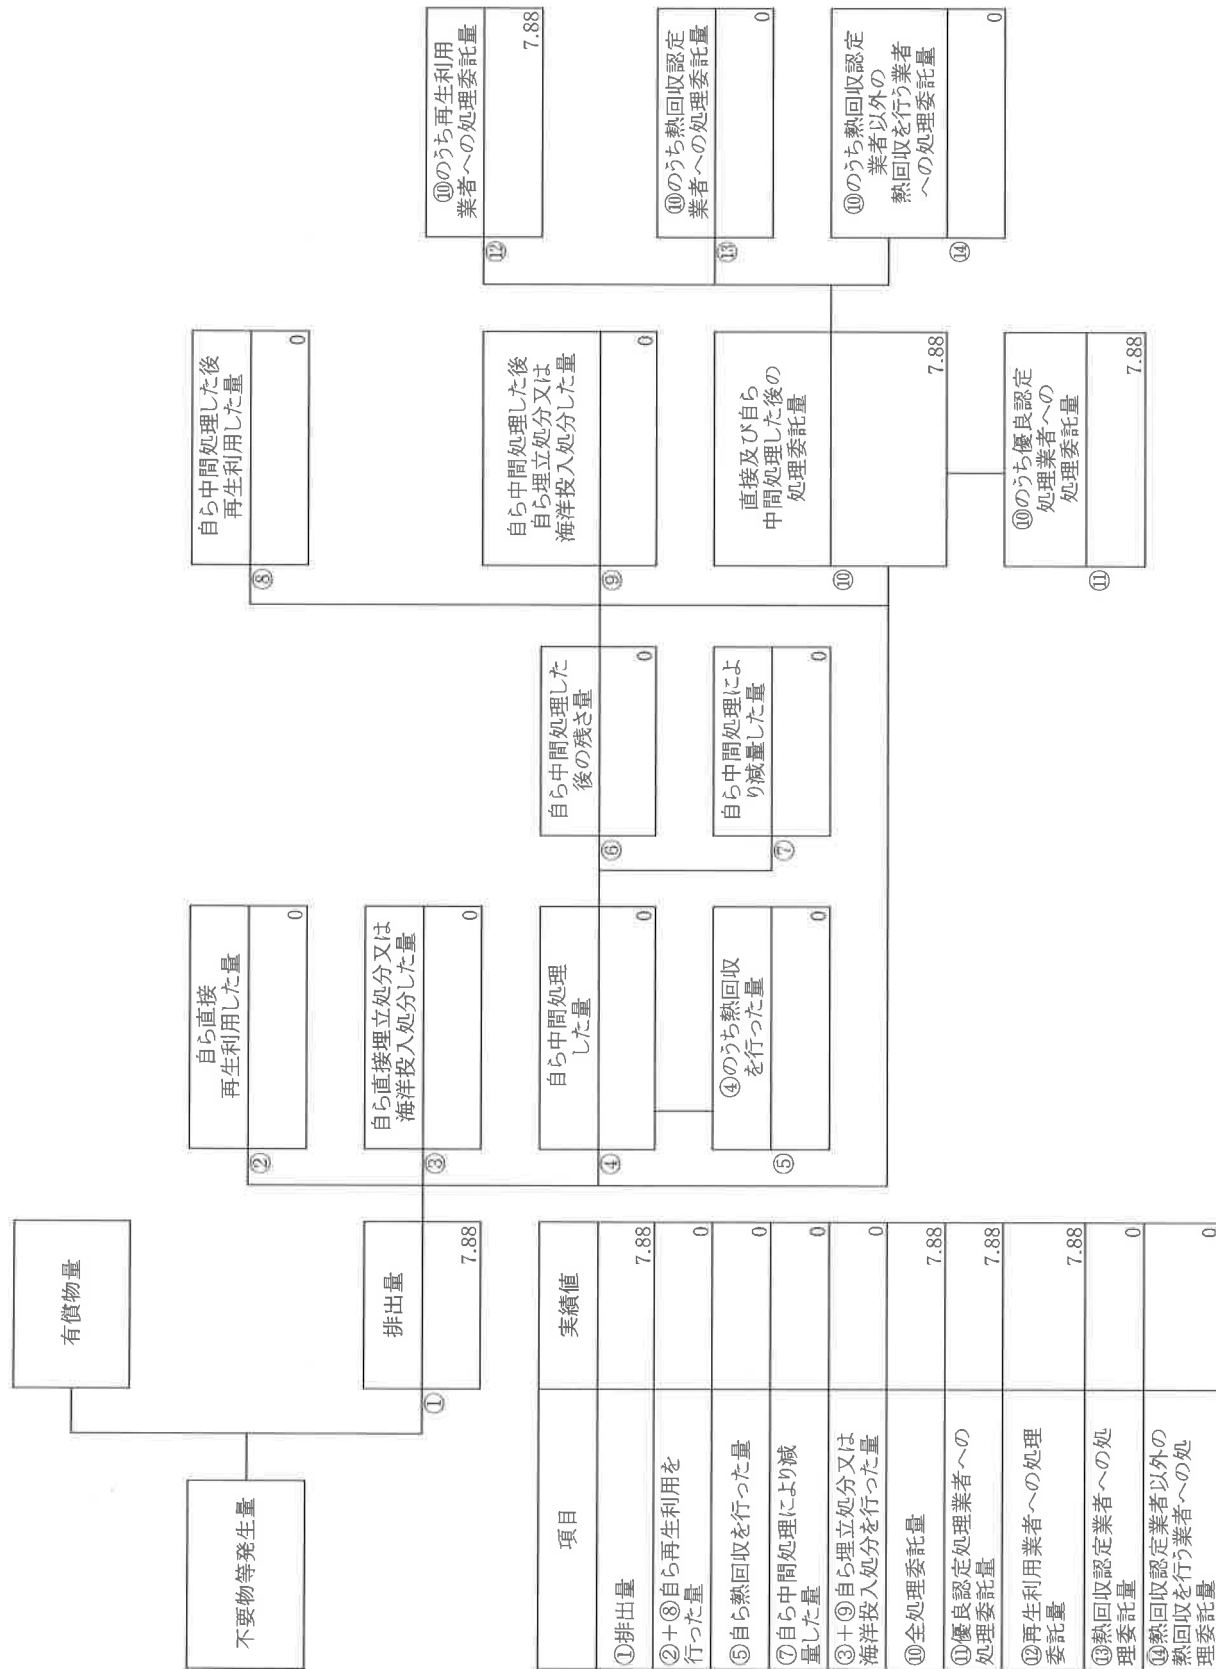 不要物等発生量
有償物量
①
排出量
7.88
②
自ら直接
再生利用した量
0
③
自ら直接埋立処分又は
海洋投入処分した量
0
④
自ら中間処理
した量
0
⑤
④のうち熱回収
を行った量
0
⑥
自ら中間処理した
後の残さ量
0
⑦
自ら中間処理によ
り減量した量
0
⑧
自ら中間処理した後
再生利用した量
0
⑨
自ら中間処理した後
自ら埋立処分又は
海洋投入処分した量
0
⑩
直接及び自ら
中間処理した後の
処理委託量
7.88
⑪
⑩のうち優良認定
処理業者への
処理委託量
7.88
⑫
⑩のうち再生利用
業者への処理委託量
7.88
⑬
⑩のうち熱回収認定
業者への処理委託量
0
⑭
⑩のうち熱回収認定
業者以外の
熱回収を行う業者
への処理委託量
0
項目 実績値
①排出量 7.88
②+⑧自ら再生利用を
行った量 0
⑤自ら熱回収を行った量 0
⑦自ら中間処理により減
量した量 0
③+⑨自ら埋立処分又は
海洋投入処分を行った量 0
⑩全処理委託量 7.88
⑪優良認定処理業者への
処理委託量 7.88
⑫再生利用業者への処理
委託量 7.88
⑬熱回収認定業者への処
理委託量 0
⑭熱回収認定業者以外の
熱回収を行う業者への処
理委託量 0